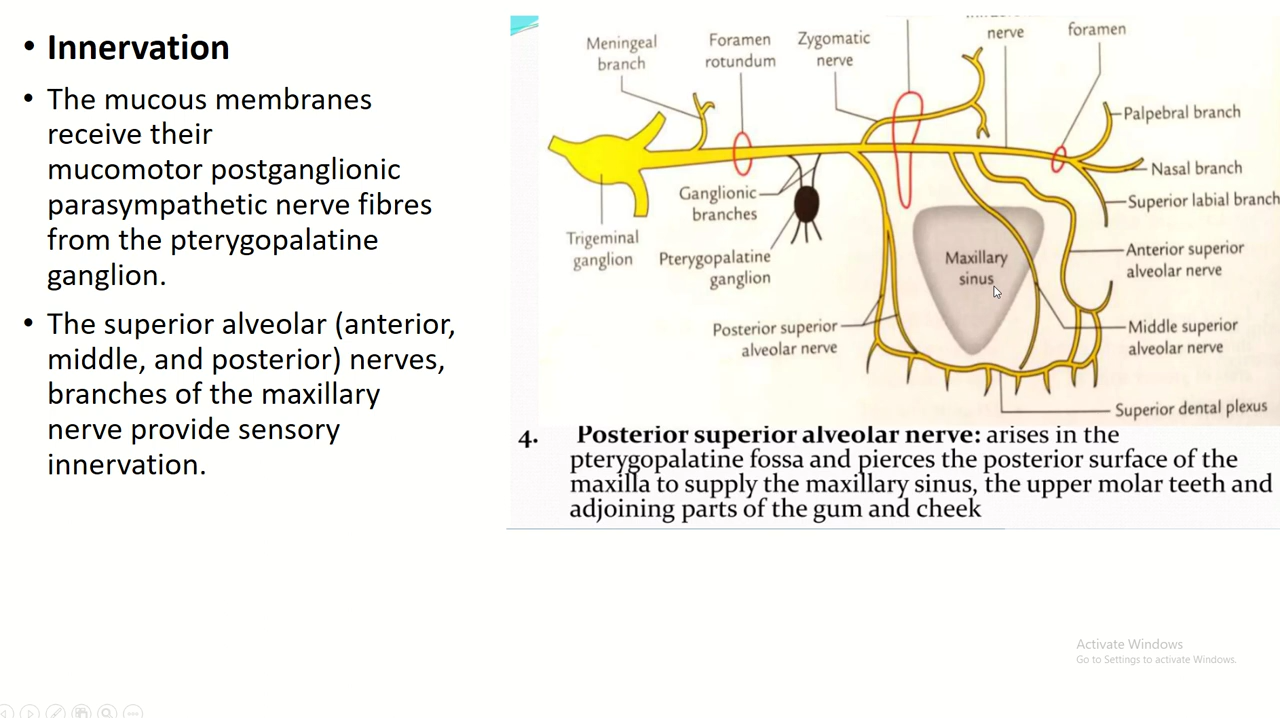 • Innervation
• The mucous membranes
receive their
mucomotor postganglionic
parasympathetic nerve fibres
from the pterygopalatine
ganglion.
• The superior alveolar (anterior,
middle, and posterior) nerves,
branches of the maxillary
nerve provide sensory
innervation.
Meningeal
branch
Foramen
rotundum
Zygomatic
nerve
nerve
foramen
Palpebral branch
Nasal branch
Superior labial branch
Ganglionic
branches
Trigeminal
ganglion
Pterygopalatine
ganglion
Maxillary
sinus
Anterior superior
alveolar nerve
Posterior superior
alveolar nerve
Middle superior
alveolar nerve
Superior dental plexus
4. Posterior superior alveolar nerve: arises in the
pterygopalatine fossa and pierces the posterior surface of the
maxilla to supply the maxillary sinus, the upper molar teeth and
adjoining parts of the gum and cheek
Activate Windows
Go to Settings to activate Windows.